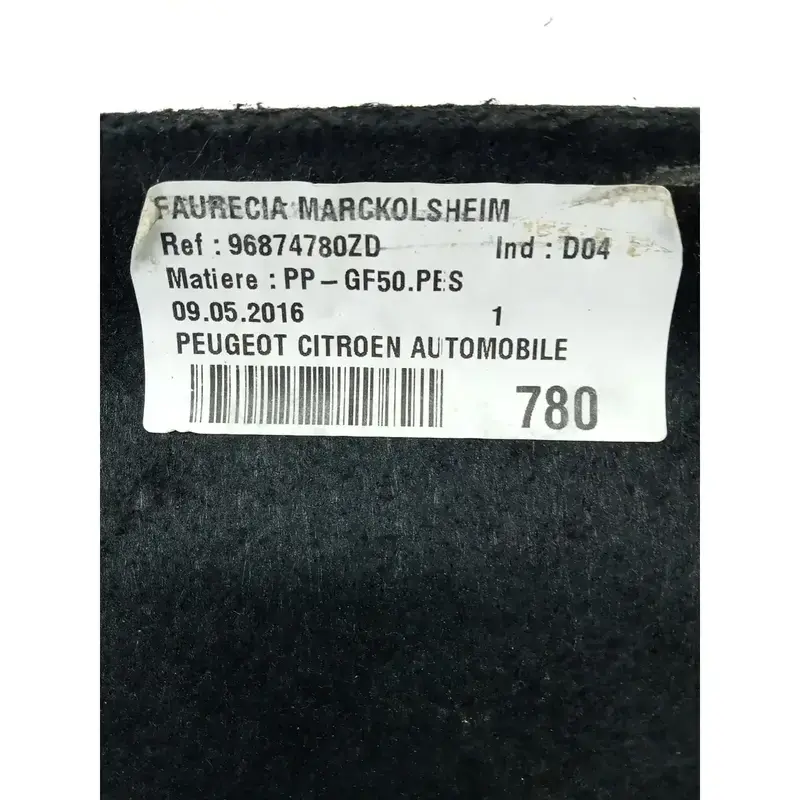 FAURECIA MARCKOLSHEIM
Ref : 96874780ZD Ind : D04
Matiere : PP-GF50.PES
09.05.2016 1
PEUGEOT CITROEN AUTOMOBILE
780